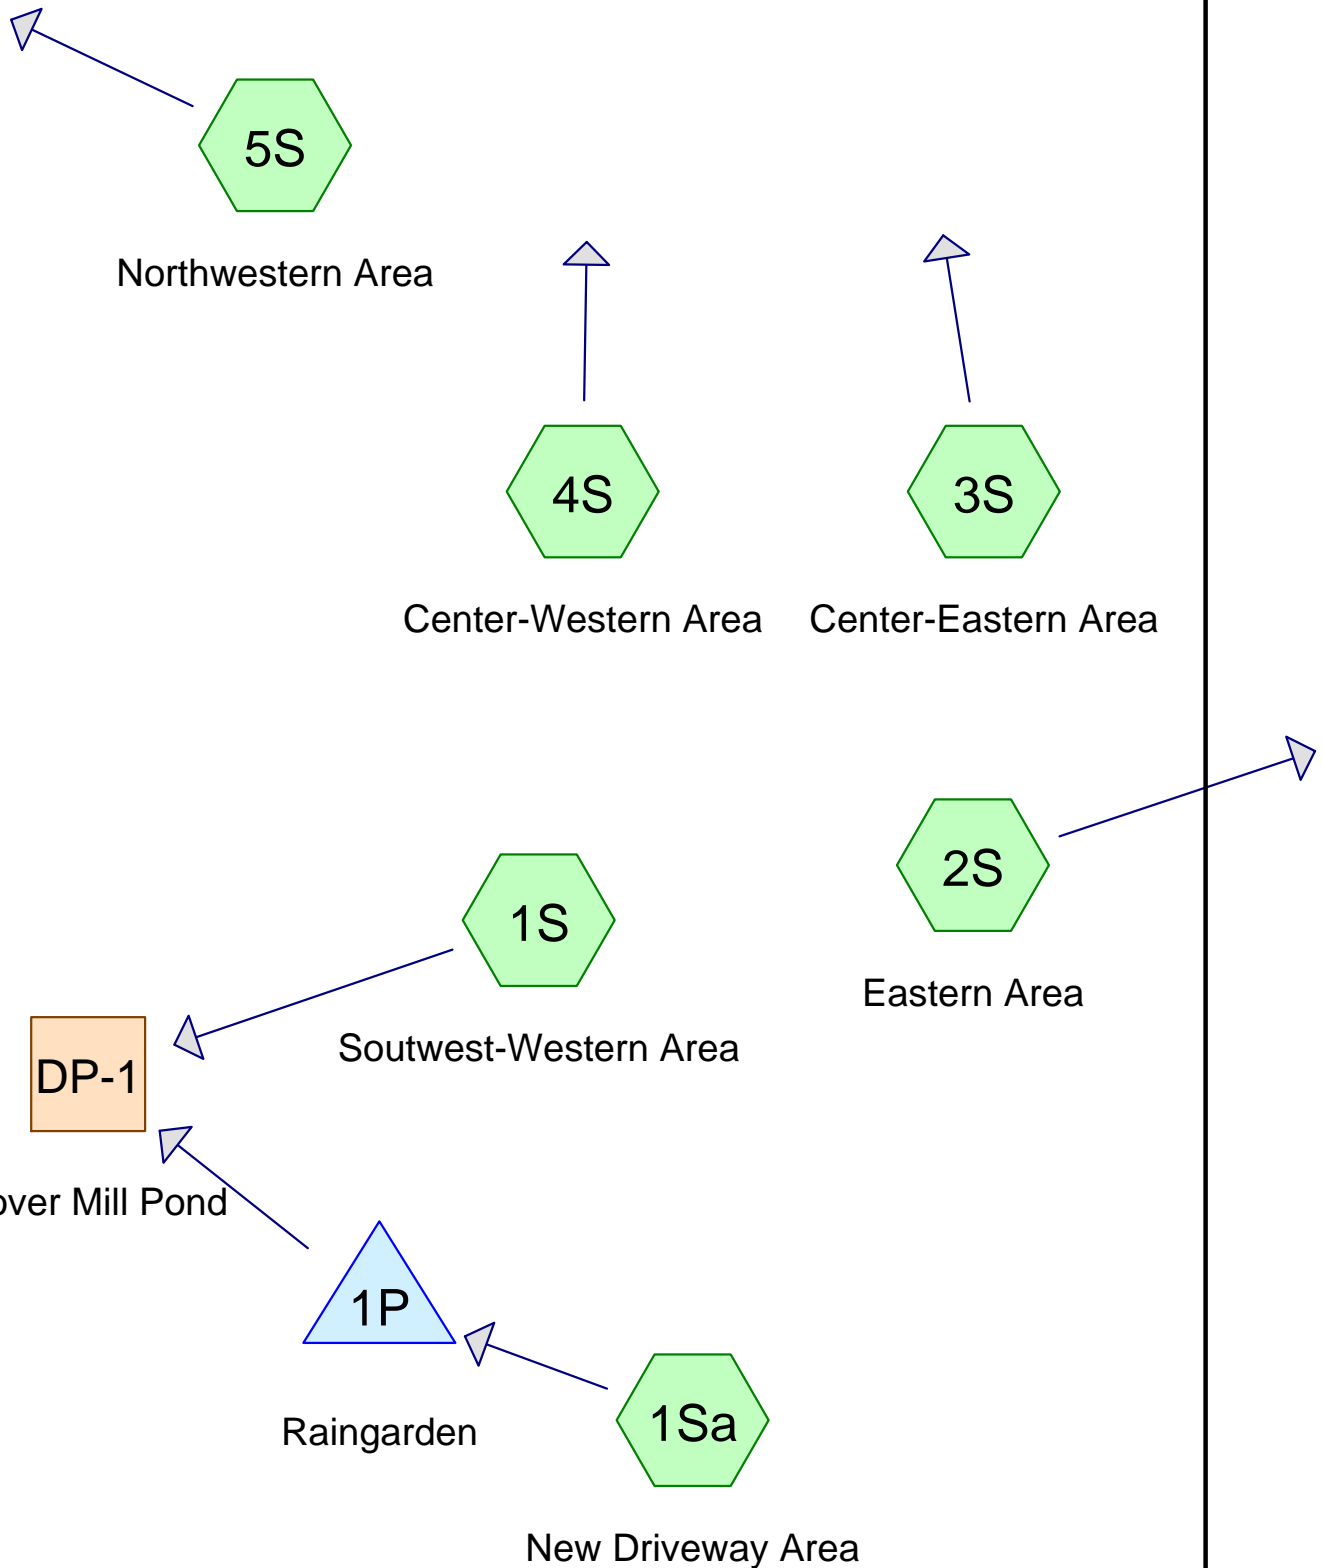 5S
Northwestern Area
4S
3S
Center-Western Area
Center-Eastern Area
2S
1S
Eastern Area
Soutwest-Western Area
DP-1
Mill Pond
1P
Raingarden
1Sa
New Driveway Area